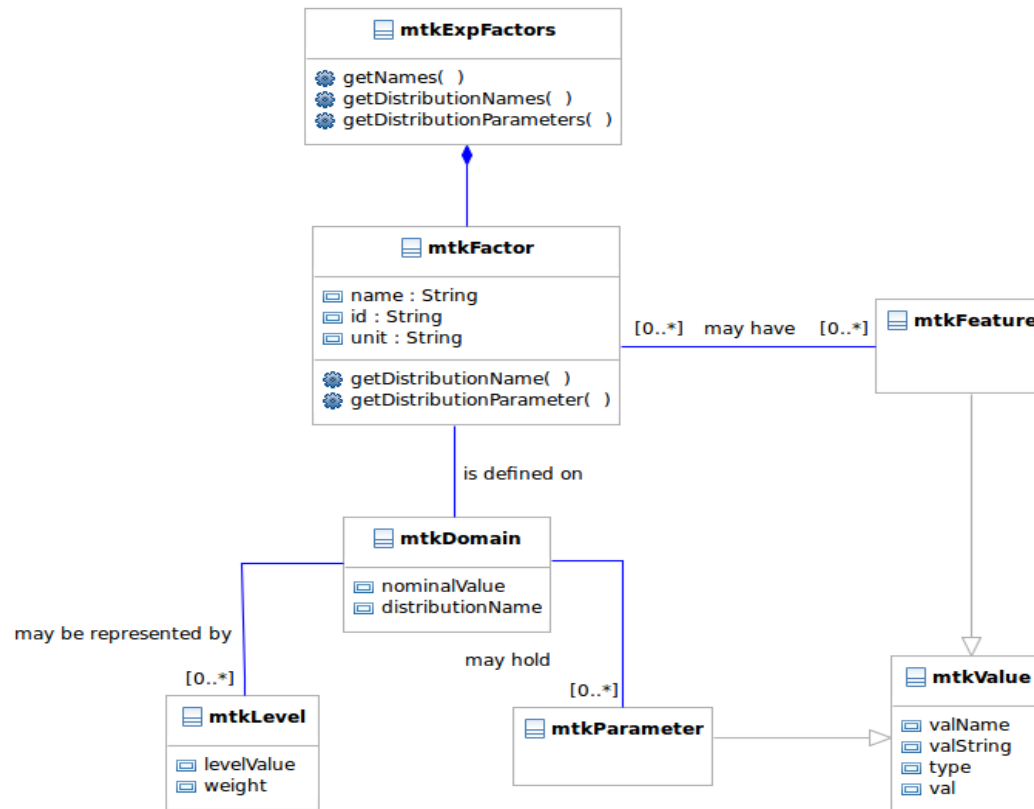 mtkExpFactors
getNames(  )
getDistributionNames(  )
getDistributionParameters(  )
mtkFactor
name : String
id : String
unit : String
getDistributionName(  )
getDistributionParameter(  )
[0..*] may have [0..*]
mtkFeature
is defined on
mtkDomain
nominalValue
distributionName
may be represented by
[0..*]
may hold
[0..*]
mtkLevel
levelValue
weight
mtkParameter
mtkValue
valName
valString
type
val